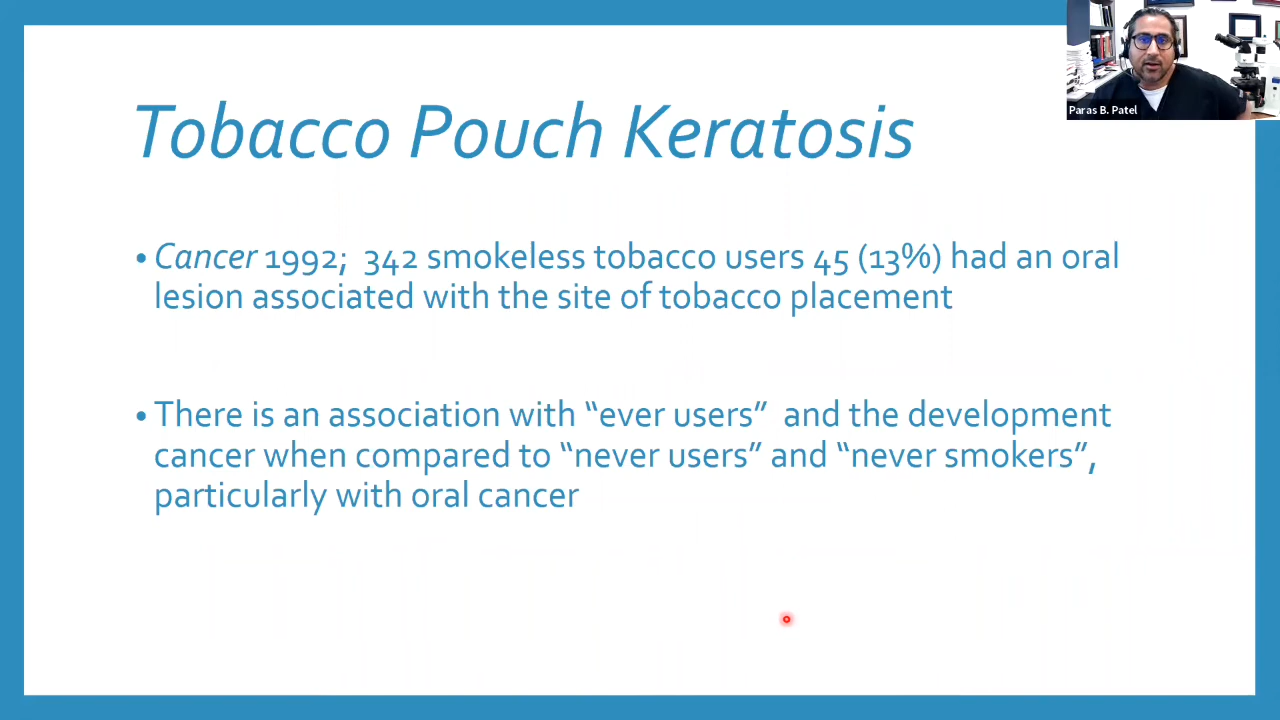 Paras B. Patel
Tobacco Pouch Keratosis
• Cancer 1992;  342 smokeless tobacco users 45 (13%) had an oral
lesion associated with the site of tobacco placement
• There is an association with “ever users”  and the development
cancer when compared to “never users” and “never smokers”,
particularly with oral cancer